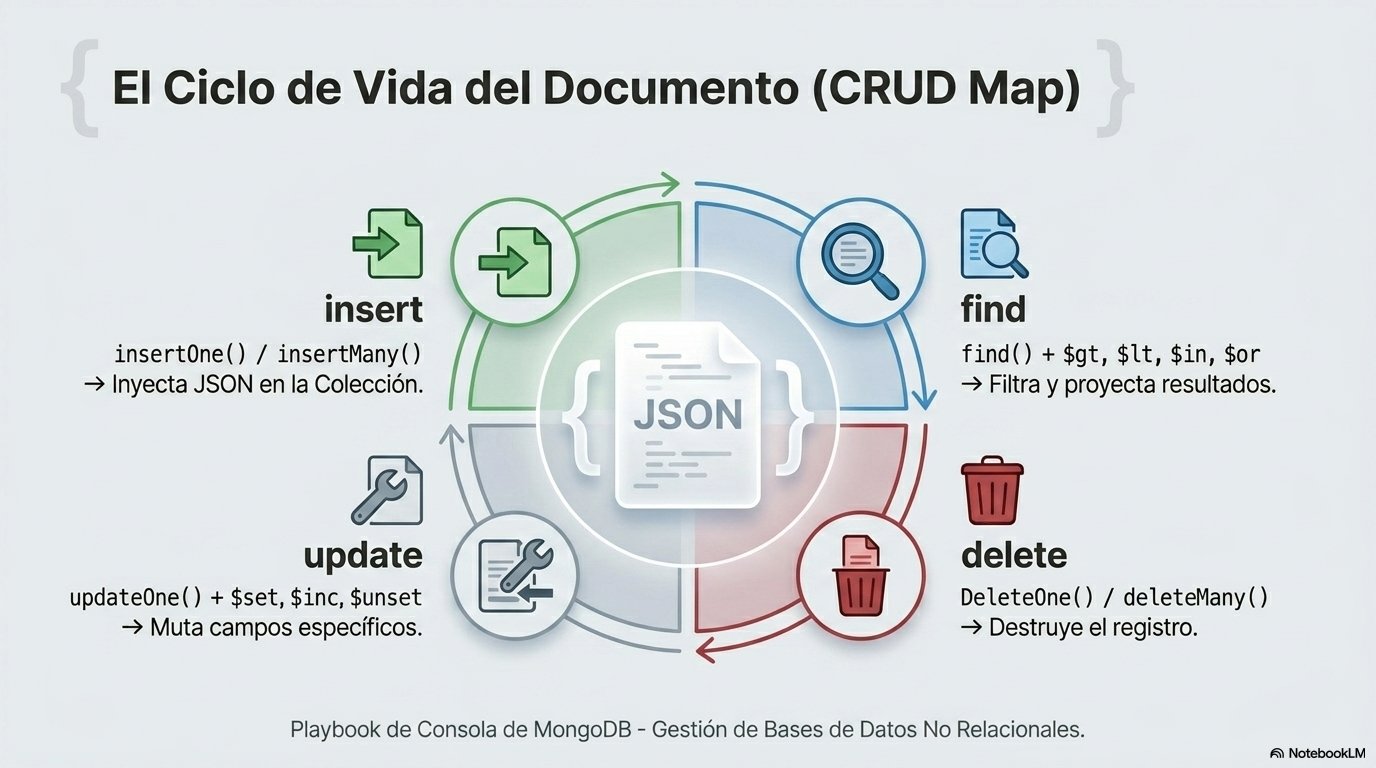 { El Ciclo de Vida del Documento (CRUD Map) }
insert
insertOne() / insertMany()
→ Inyecta JSON en la Colección.
find
find() + $gt, $lt, $in, $or
→ Filtra y proyecta resultados.
{ JSON }
update
updateOne() + $set, $inc, $unset
→ Muta campos específicos.
delete
DeleteOne() / deleteMany()
→ Destruye el registro.
Playbook de Consola de MongoDB - Gestión de Bases de Datos No Relacionales.
NotebookLM